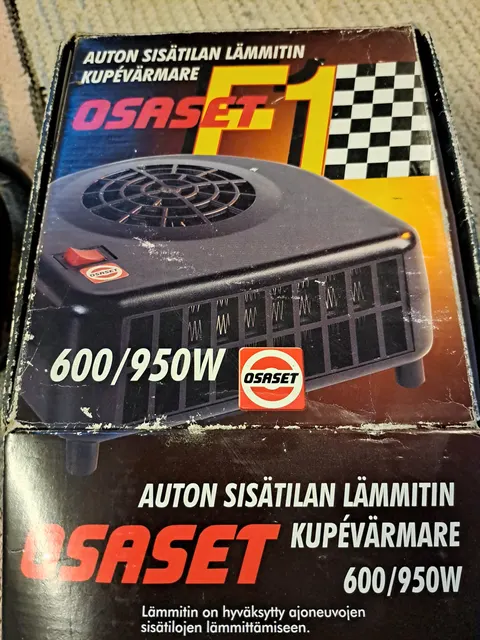 AUTON SISÄTILAN LÄMMITIN
KUPÉVÄRMARE
OSASET F1
OSASET
600/950W
OSASET
AUTON SISÄTILAN LÄMMITIN
OSASET KUPÉVÄRMARE
600/950W
Lämmitin on hyväksytty ajoneuvojen
sisätilojen lämmittämiseen.